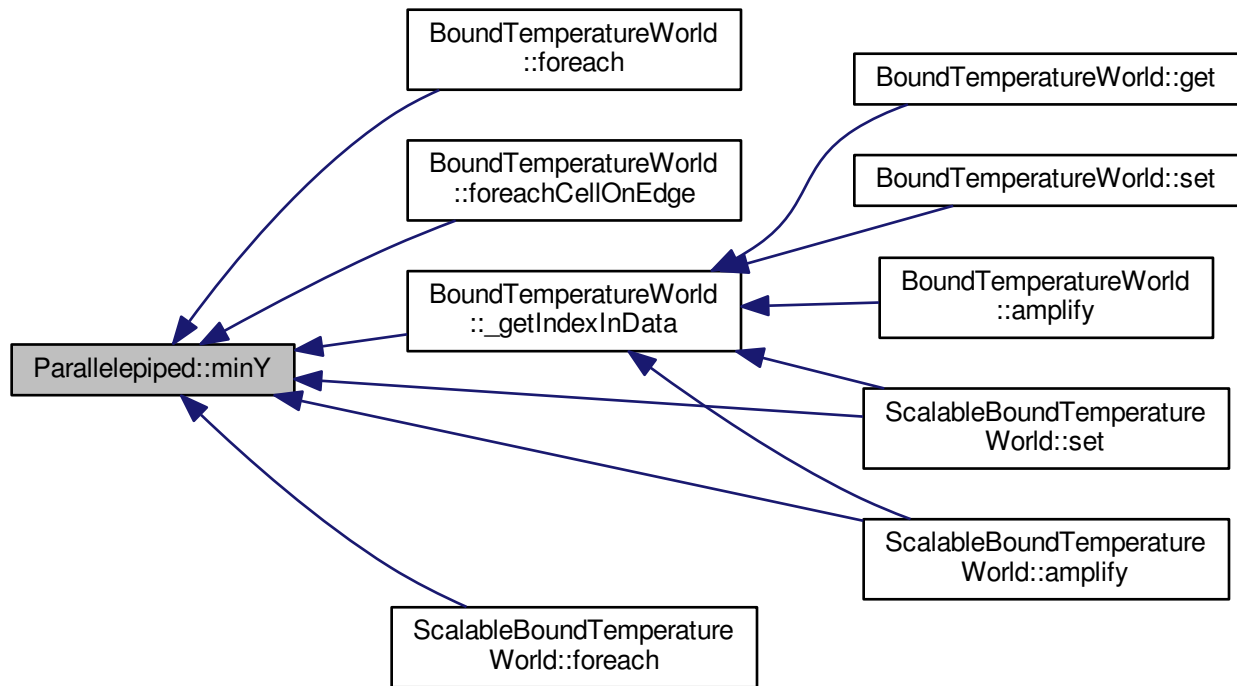 BoundTemperatureWorld
::foreach
BoundTemperatureWorld::get
BoundTemperatureWorld
::foreachCellOnEdge
BoundTemperatureWorld::set
BoundTemperatureWorld
::_getIndexInData
BoundTemperatureWorld
::amplify
Parallelepiped::minY
ScalableBoundTemperature
World::set
ScalableBoundTemperature
World::amplify
ScalableBoundTemperature
World::foreach